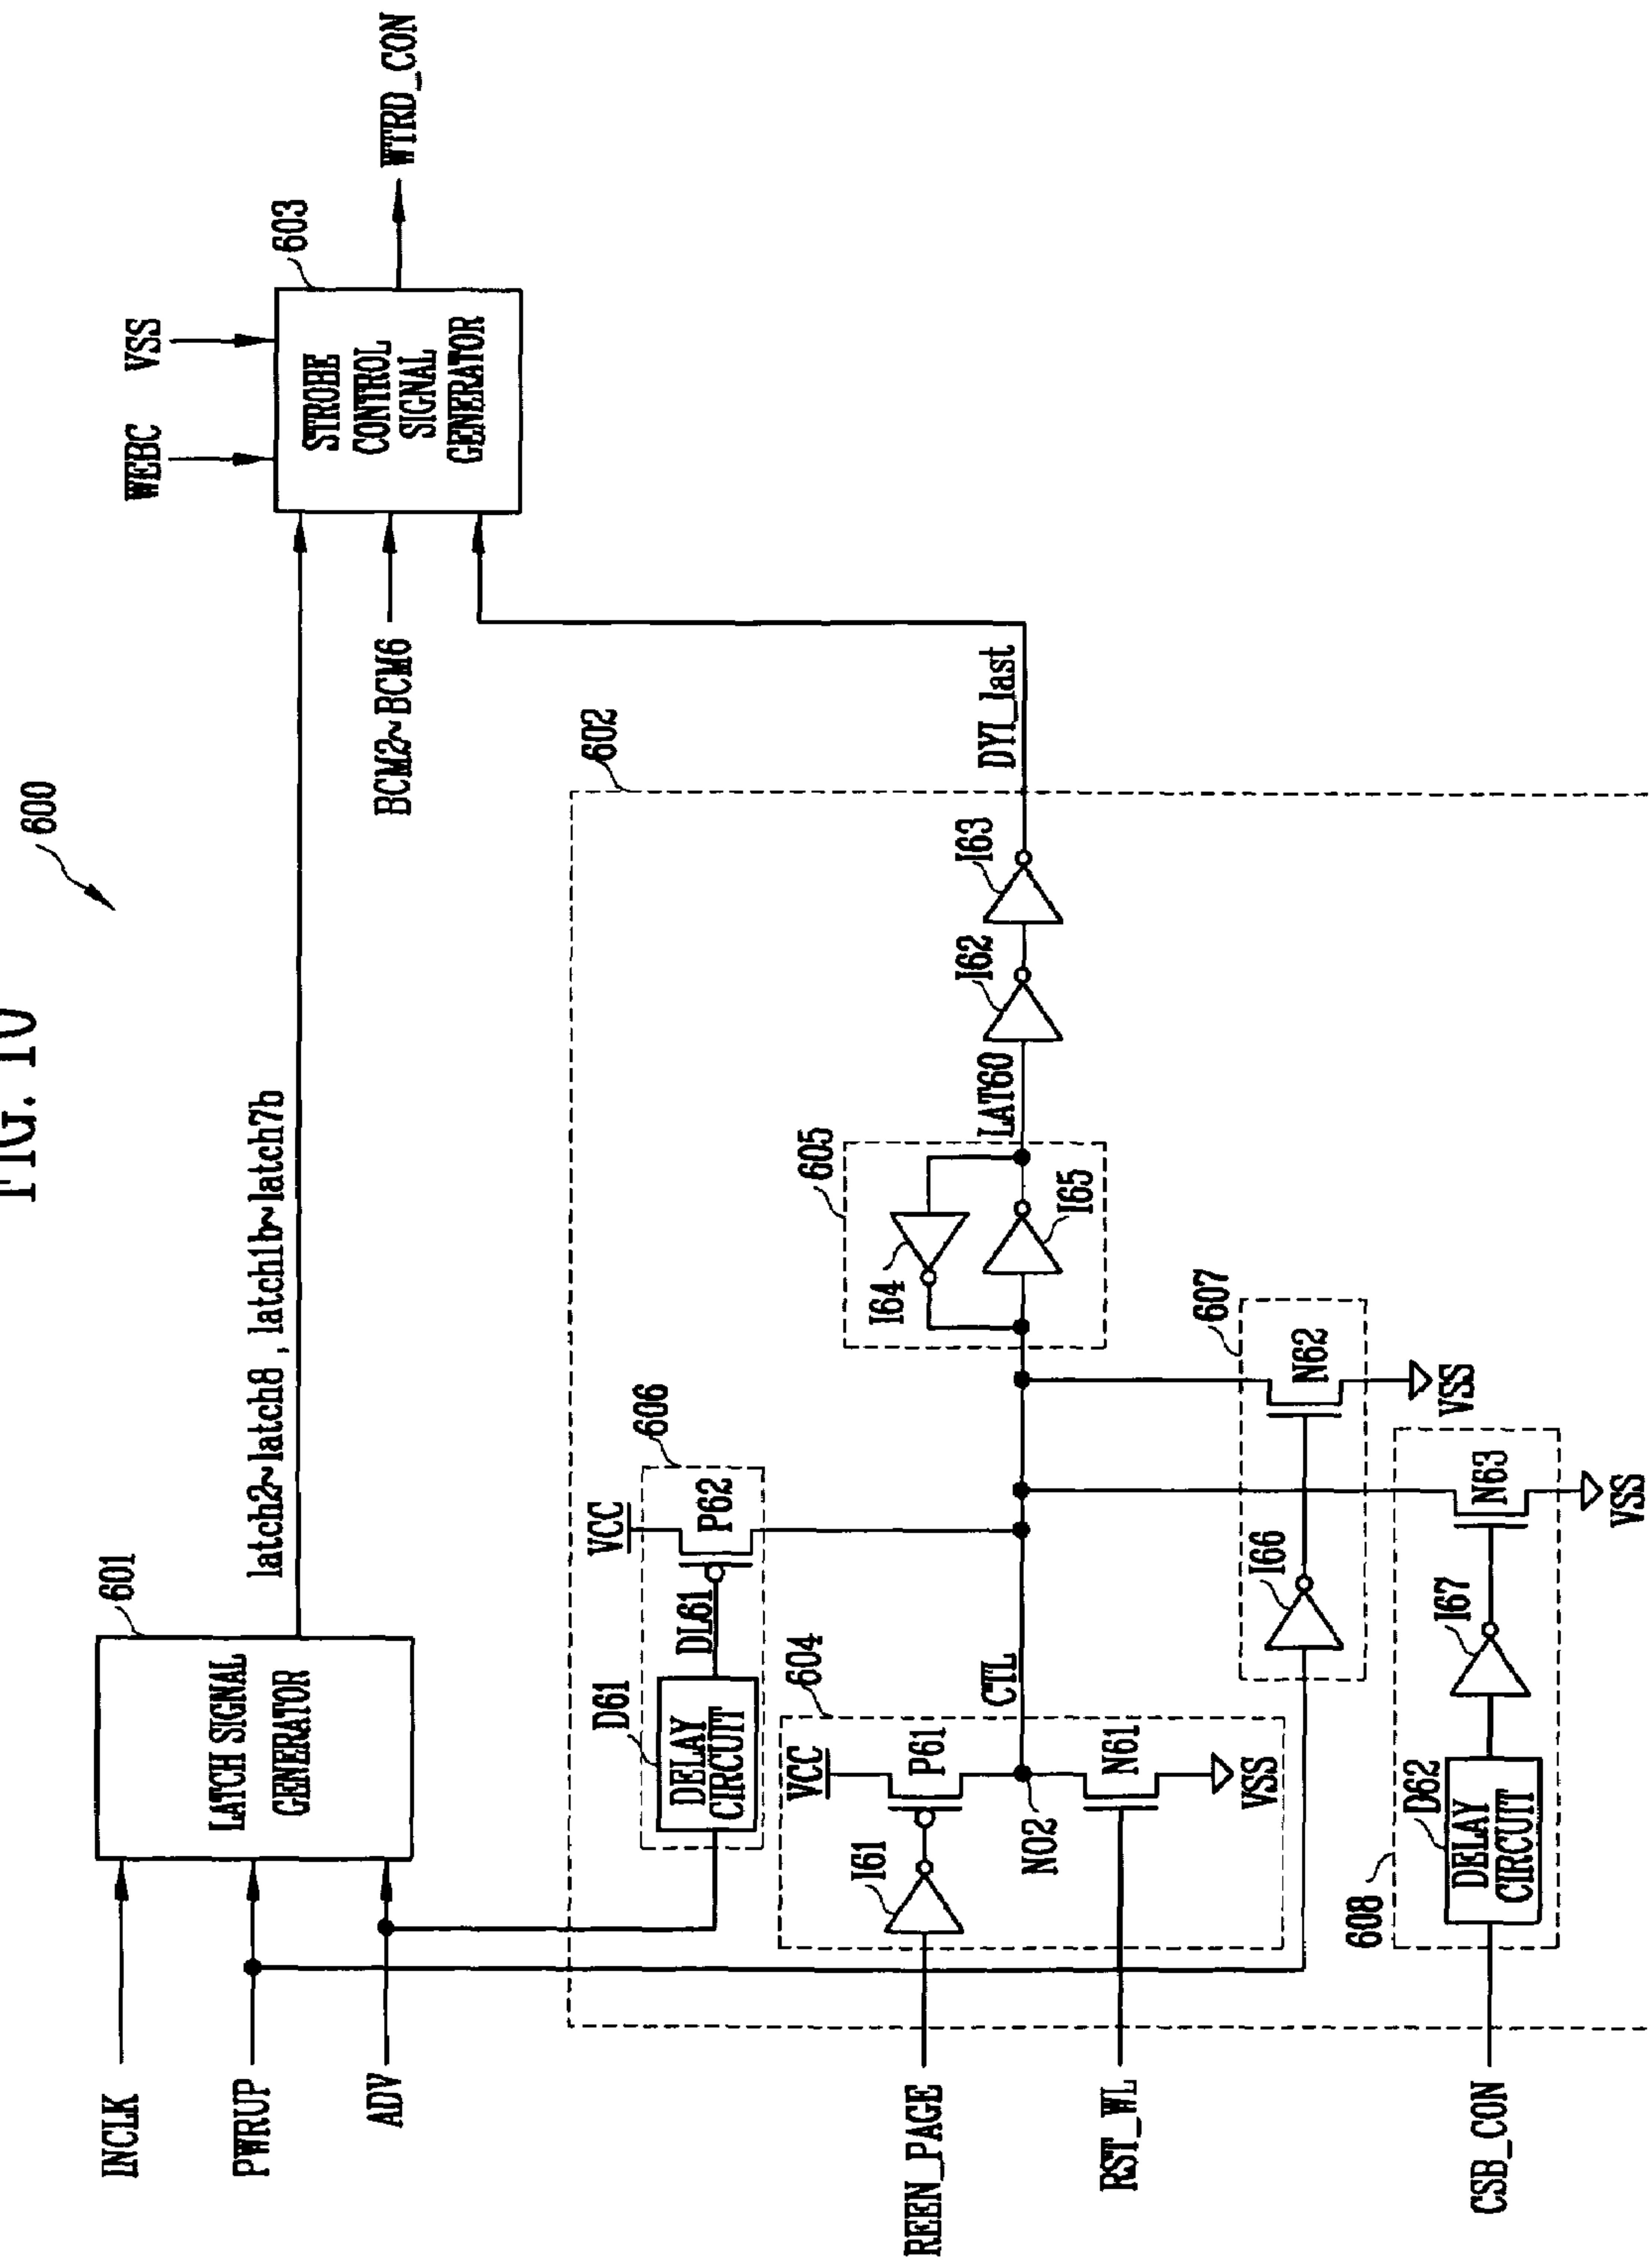 FIG. 10
600
INCLK
PWRUP
ADV
601
LATCH SIGNAL
GENERATOR
latch2~latch8 , latch1b~latch7b
WEBC
VSS
603
STROBE
CONTROL
SIGNAL
GENERATOR
WTRD_CON
BCM2~BCM6
602
DYI_last
606
VCC
P62
DL61
D61
DELAY
CIRCUIT
604
VCC
I61
P61
NO2
CTL
N61
VSS
REEN_PAGE
RST_WL
605
I64
I65
LAT60
I62
I63
607
I66
N62
VSS
608
D62
DELAY
CIRCUIT
I67
N63
VSS
CSB_CON